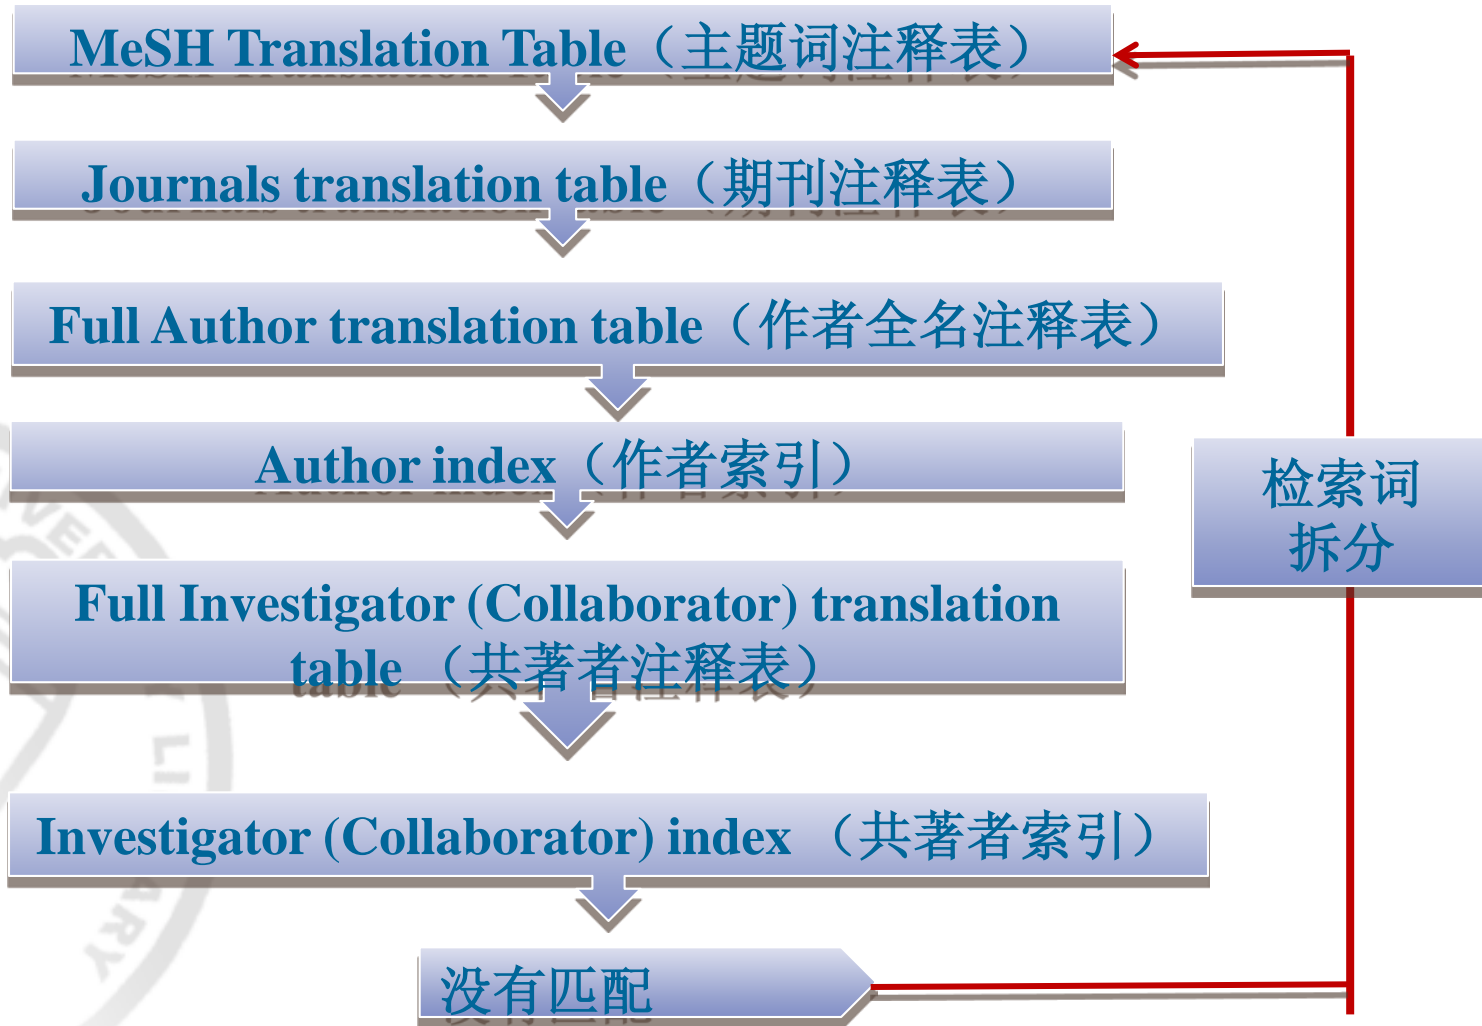 MeSH Translation Table（主题词注释表）
Journals translation table（期刊注释表）
Full Author translation table（作者全名注释表）
Author index（作者索引）
Full Investigator (Collaborator) translation
table （共著者注释表）
Investigator (Collaborator) index （共著者索引）
没有匹配
检索词
拆分